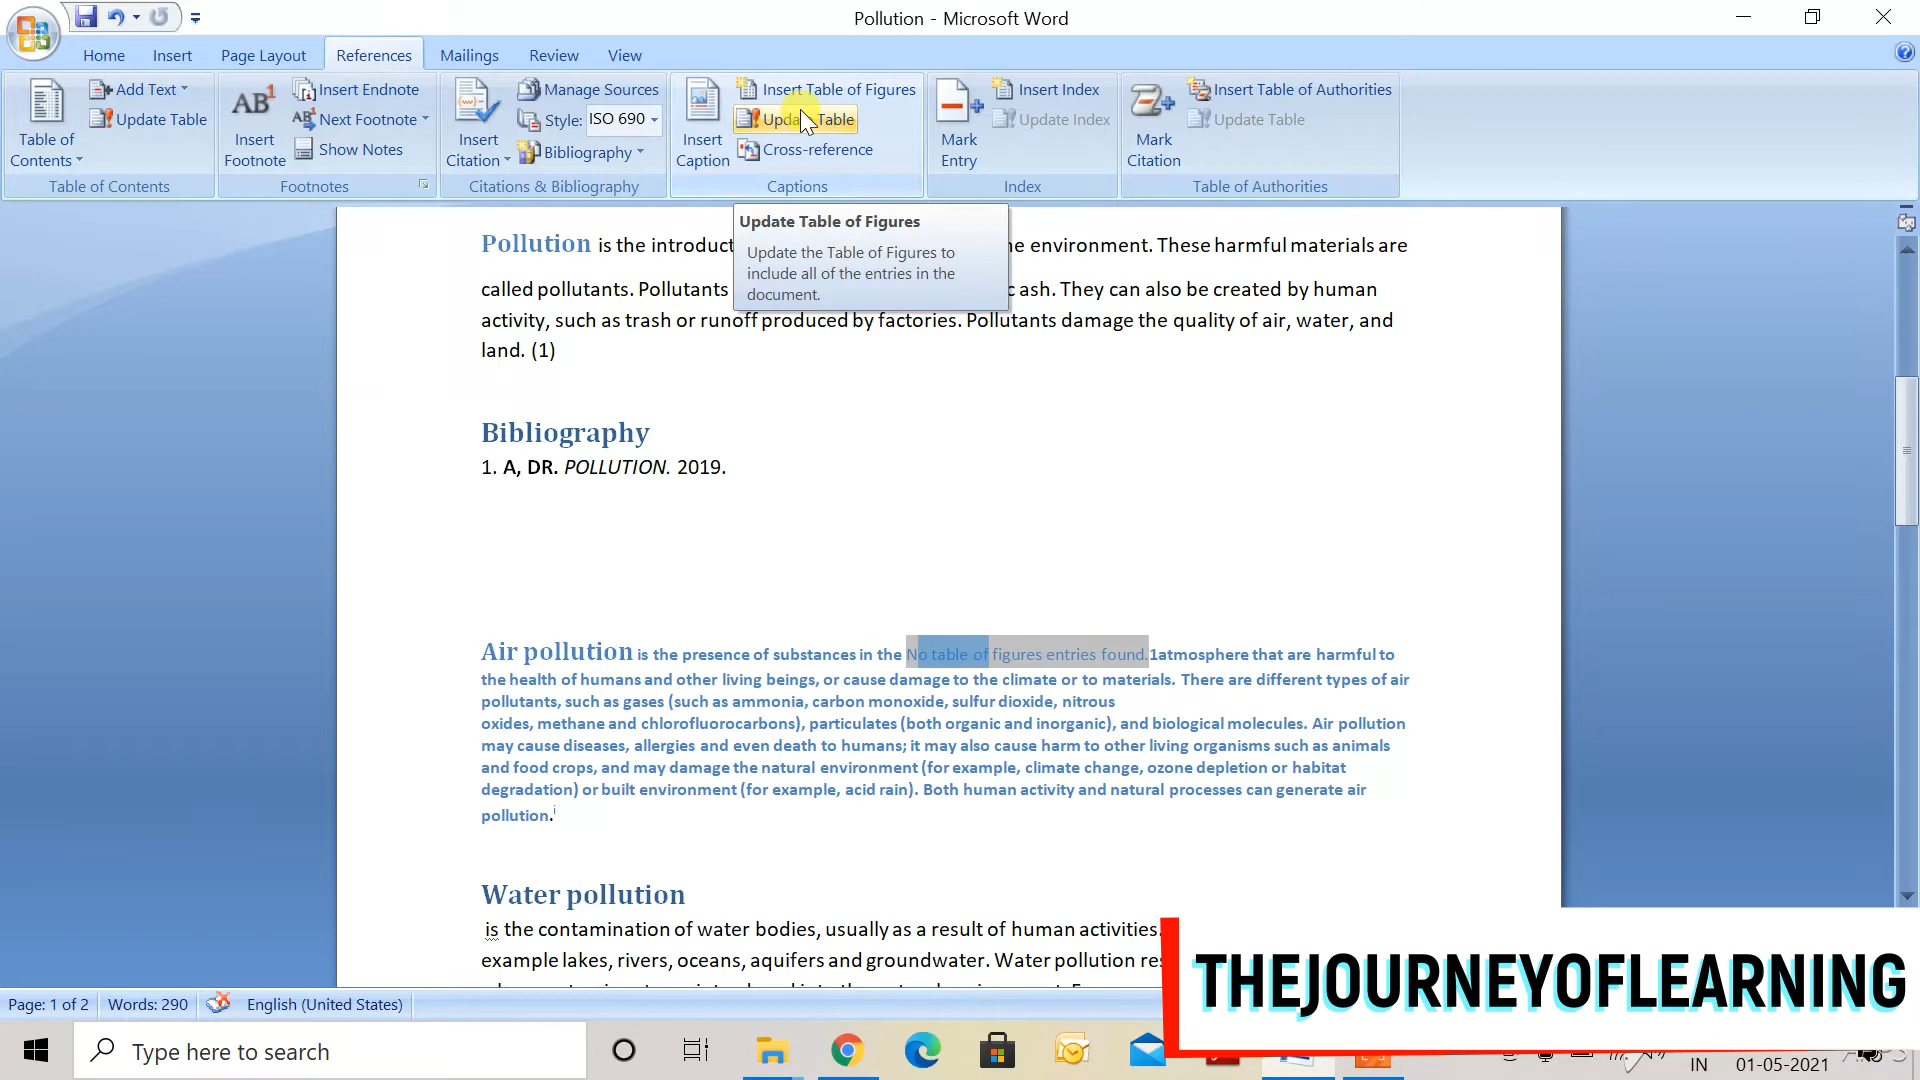 Pollution - Microsoft Word
Home Insert Page Layout References Mailings Review View
Table of Contents
Add Text
Update Table
Table of Contents
AB1
Insert Footnote
Insert Endnote
Next Footnote
Show Notes
Footnotes
Insert Citation
Manage Sources
Style: ISO 690
Bibliography
Citations & Bibliography
Insert Caption
Insert Table of Figures
Update Table
Cross-reference
Captions
Mark Entry
Insert Index
Update Index
Index
Mark Citation
Insert Table of Authorities
Update Table
Table of Authorities
Update Table of Figures
Update the Table of Figures to
include all of the entries in the
document.
Pollution is the introduct e environment. These harmful materials are
called pollutants. Pollutants c ash. They can also be created by human
activity, such as trash or runoff produced by factories. Pollutants damage the quality of air, water, and
land. (1)
Bibliography
1. A, DR. POLLUTION. 2019.
Air pollution is the presence of substances in the No table of figures entries found.1atmosphere that are harmful to
the health of humans and other living beings, or cause damage to the climate or to materials. There are different types of air
pollutants, such as gases (such as ammonia, carbon monoxide, sulfur dioxide, nitrous
oxides, methane and chlorofluorocarbons), particulates (both organic and inorganic), and biological molecules. Air pollution
may cause diseases, allergies and even death to humans; it may also cause harm to other living organisms such as animals
and food crops, and may damage the natural environment (for example, climate change, ozone depletion or habitat
degradation) or built environment (for example, acid rain). Both human activity and natural processes can generate air
pollution.i
Water pollution
is the contamination of water bodies, usually as a result of human activities.
example lakes, rivers, oceans, aquifers and groundwater. Water pollution res
THEJOURNEYOFLEARNING
Page: 1 of 2 Words: 290 English (United States)
Type here to search
IN 01-05-2021